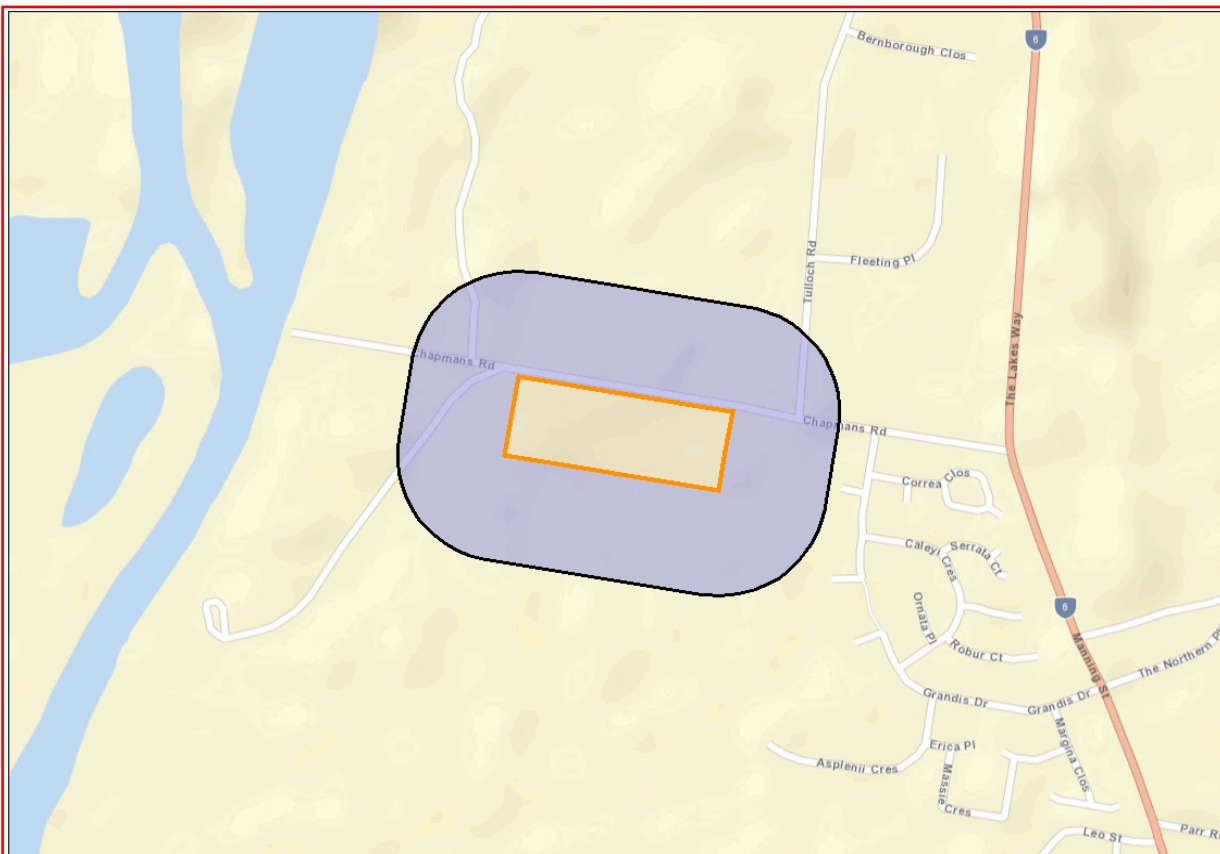 6
Bernborough Clos
Tulloch Rd
Fleeting Pl
The Lakes Way
Chapmans Rd
Chapmans Rd
Correa Clos
Caleyi Cres
Serrata Ct
Ornata Pl
Robur Ct
6
Manning St
The Northern
Grandis Dr
Grandis Dr
Margina Clos
Erica Pl
Asplenii Cres
Massie Cres
Leo St
Parr